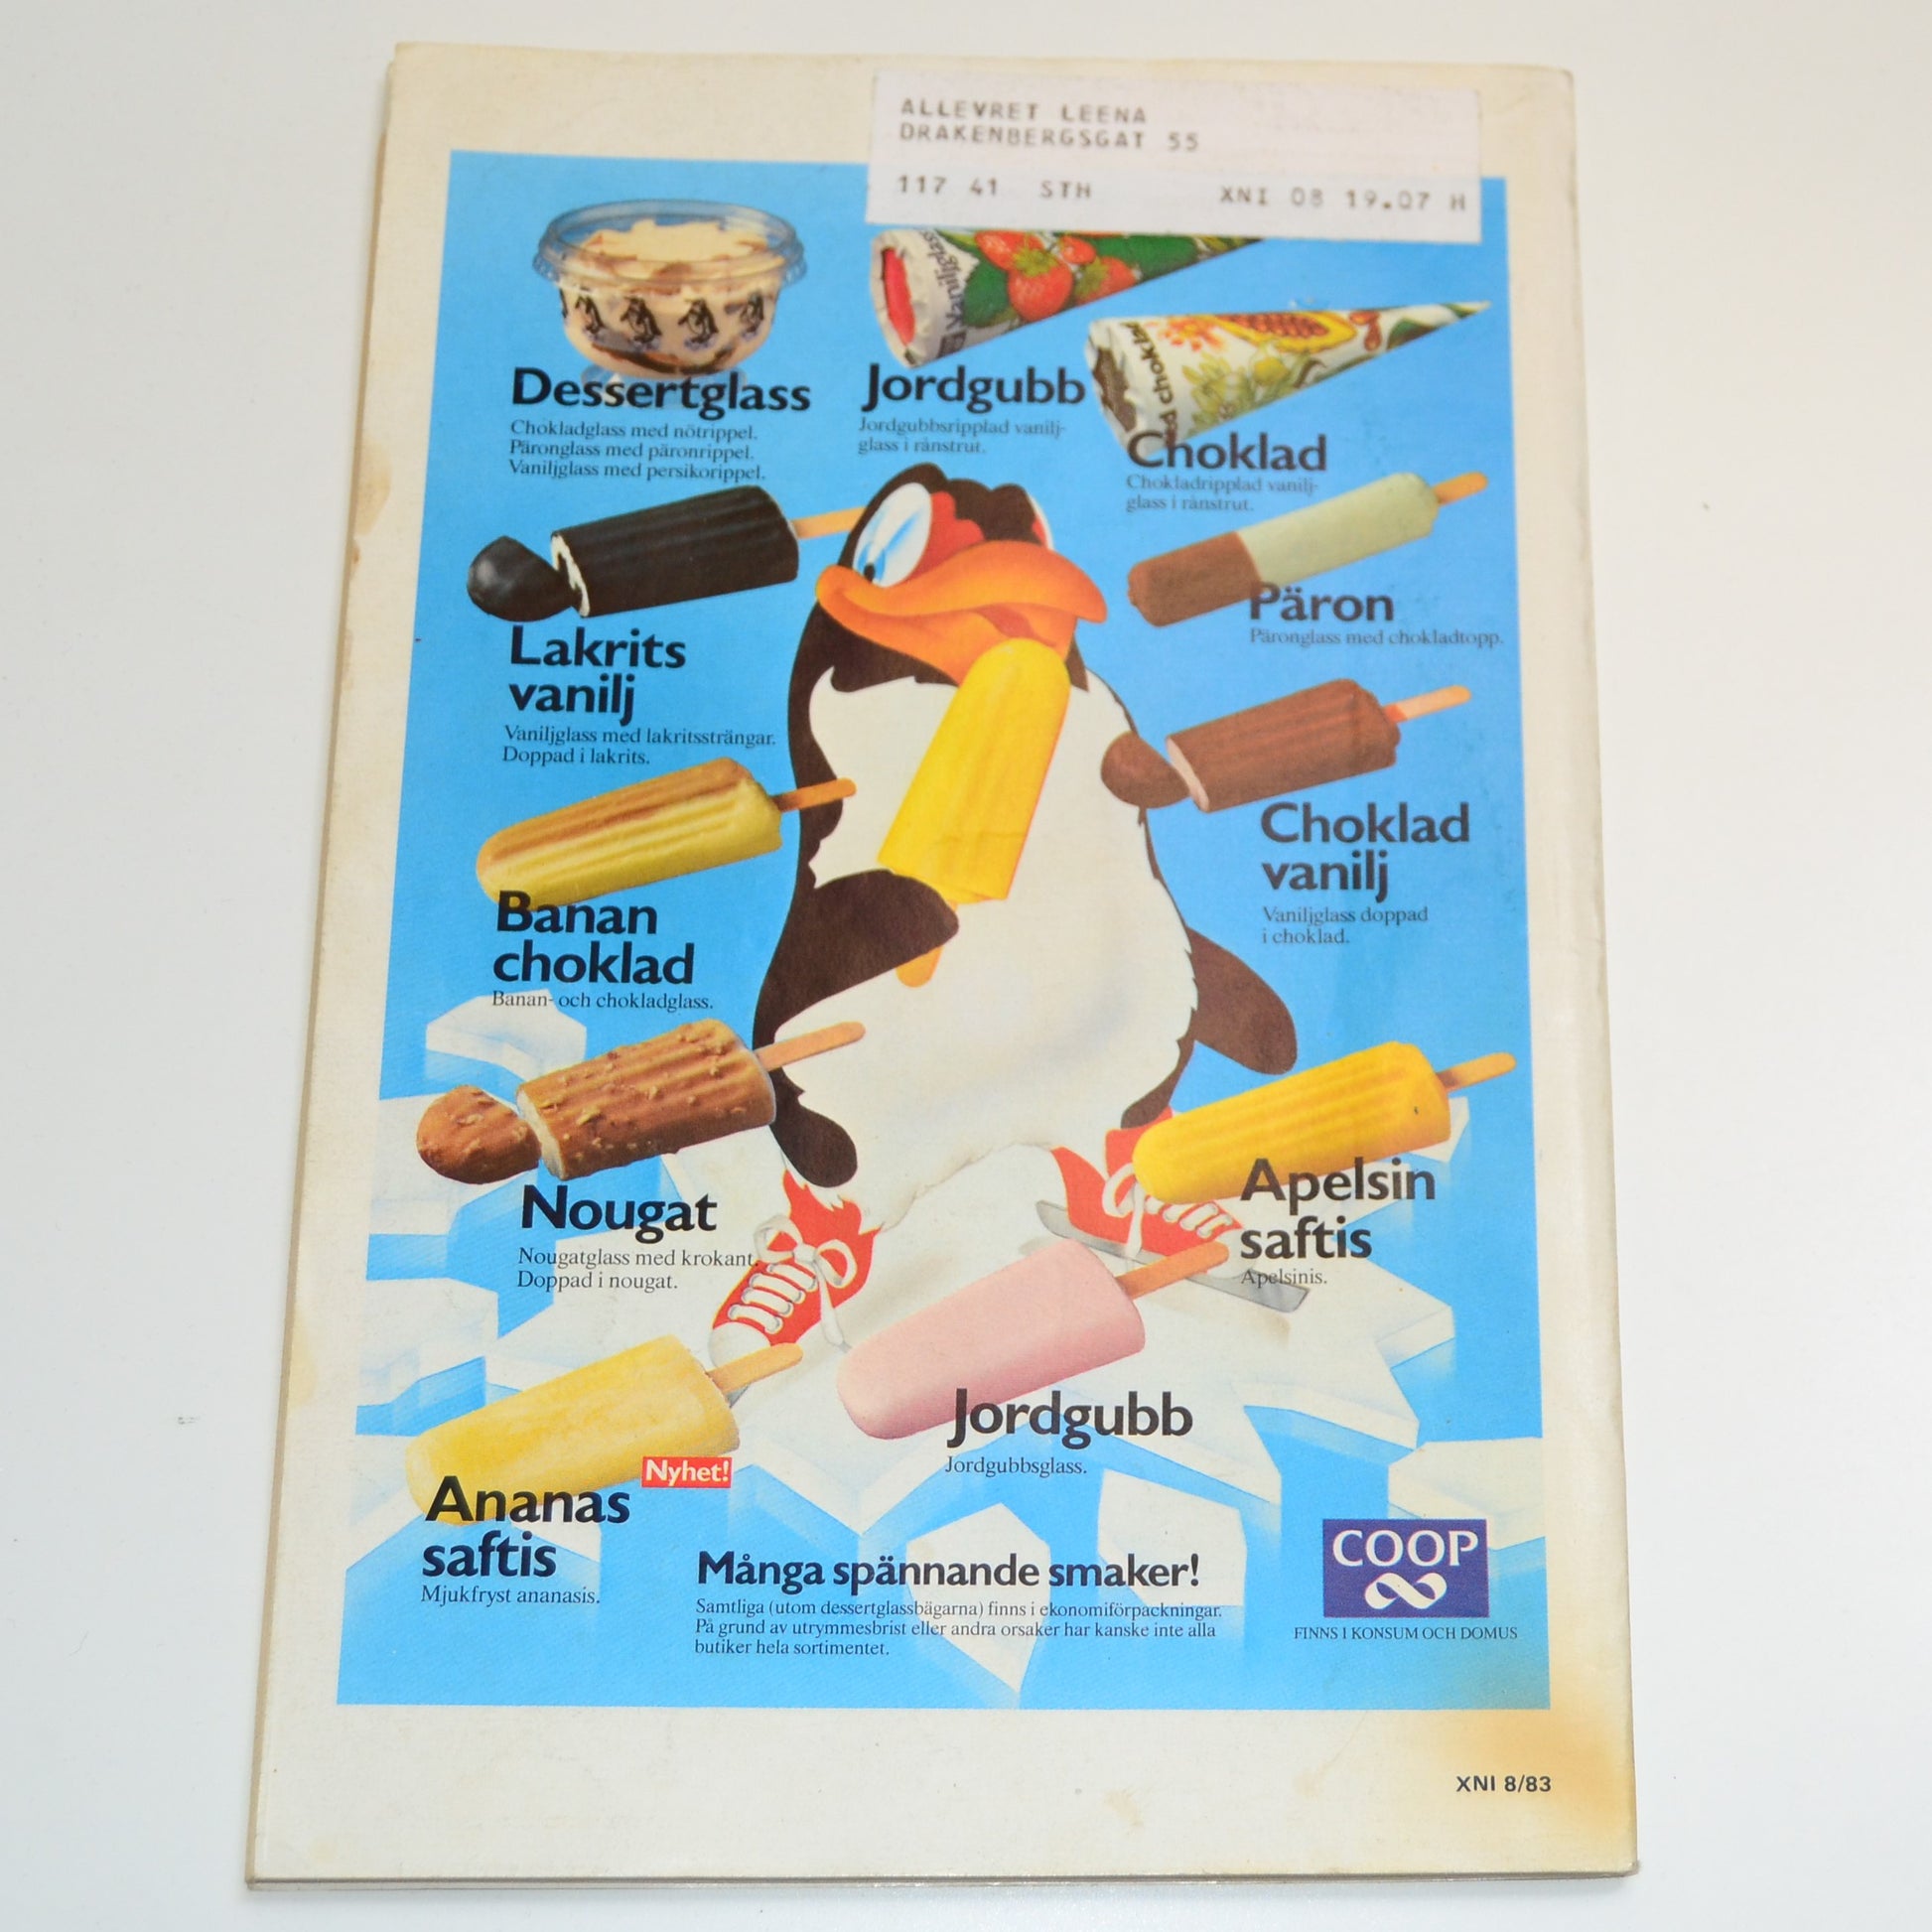 ALLEVRET LEENA
DRAKENBERGSGAT 55
117 41 STH XNI 08 19.07 H
Vaniljglass
Dessertglass
Chokladglass med nötrippel.
Päronglass med päronrippel.
Vaniljglass med persikorippel.
Jordgubb
Jordgubbsripplad vanilj-
glass i rånstrut.
med choklad
Choklad
Chokladripplad vanilj-
glass i rånstrut.
Päron
Päronglass med chokladtopp.
Lakrits
vanilj
Vaniljglass med lakritssträngar.
Doppad i lakrits.
Choklad
vanilj
Vaniljglass doppad
i choklad.
Banan
choklad
Banan- och chokladglass.
Nougat
Nougatglass med krokant.
Doppad i nougat.
Apelsin
saftis
Apelsinis.
Jordgubb
Jordgubbsglass.
Nyhet!
Ananas
saftis
Mjukfryst ananasis.
Många spännande smaker!
Samtliga (utom dessertglassbägarna) finns i ekonomiförpackningar.
På grund av utrymmesbrist eller andra orsaker har kanske inte alla
butiker hela sortimentet.
COOP
FINNS I KONSUM OCH DOMUS
XNI 8/83